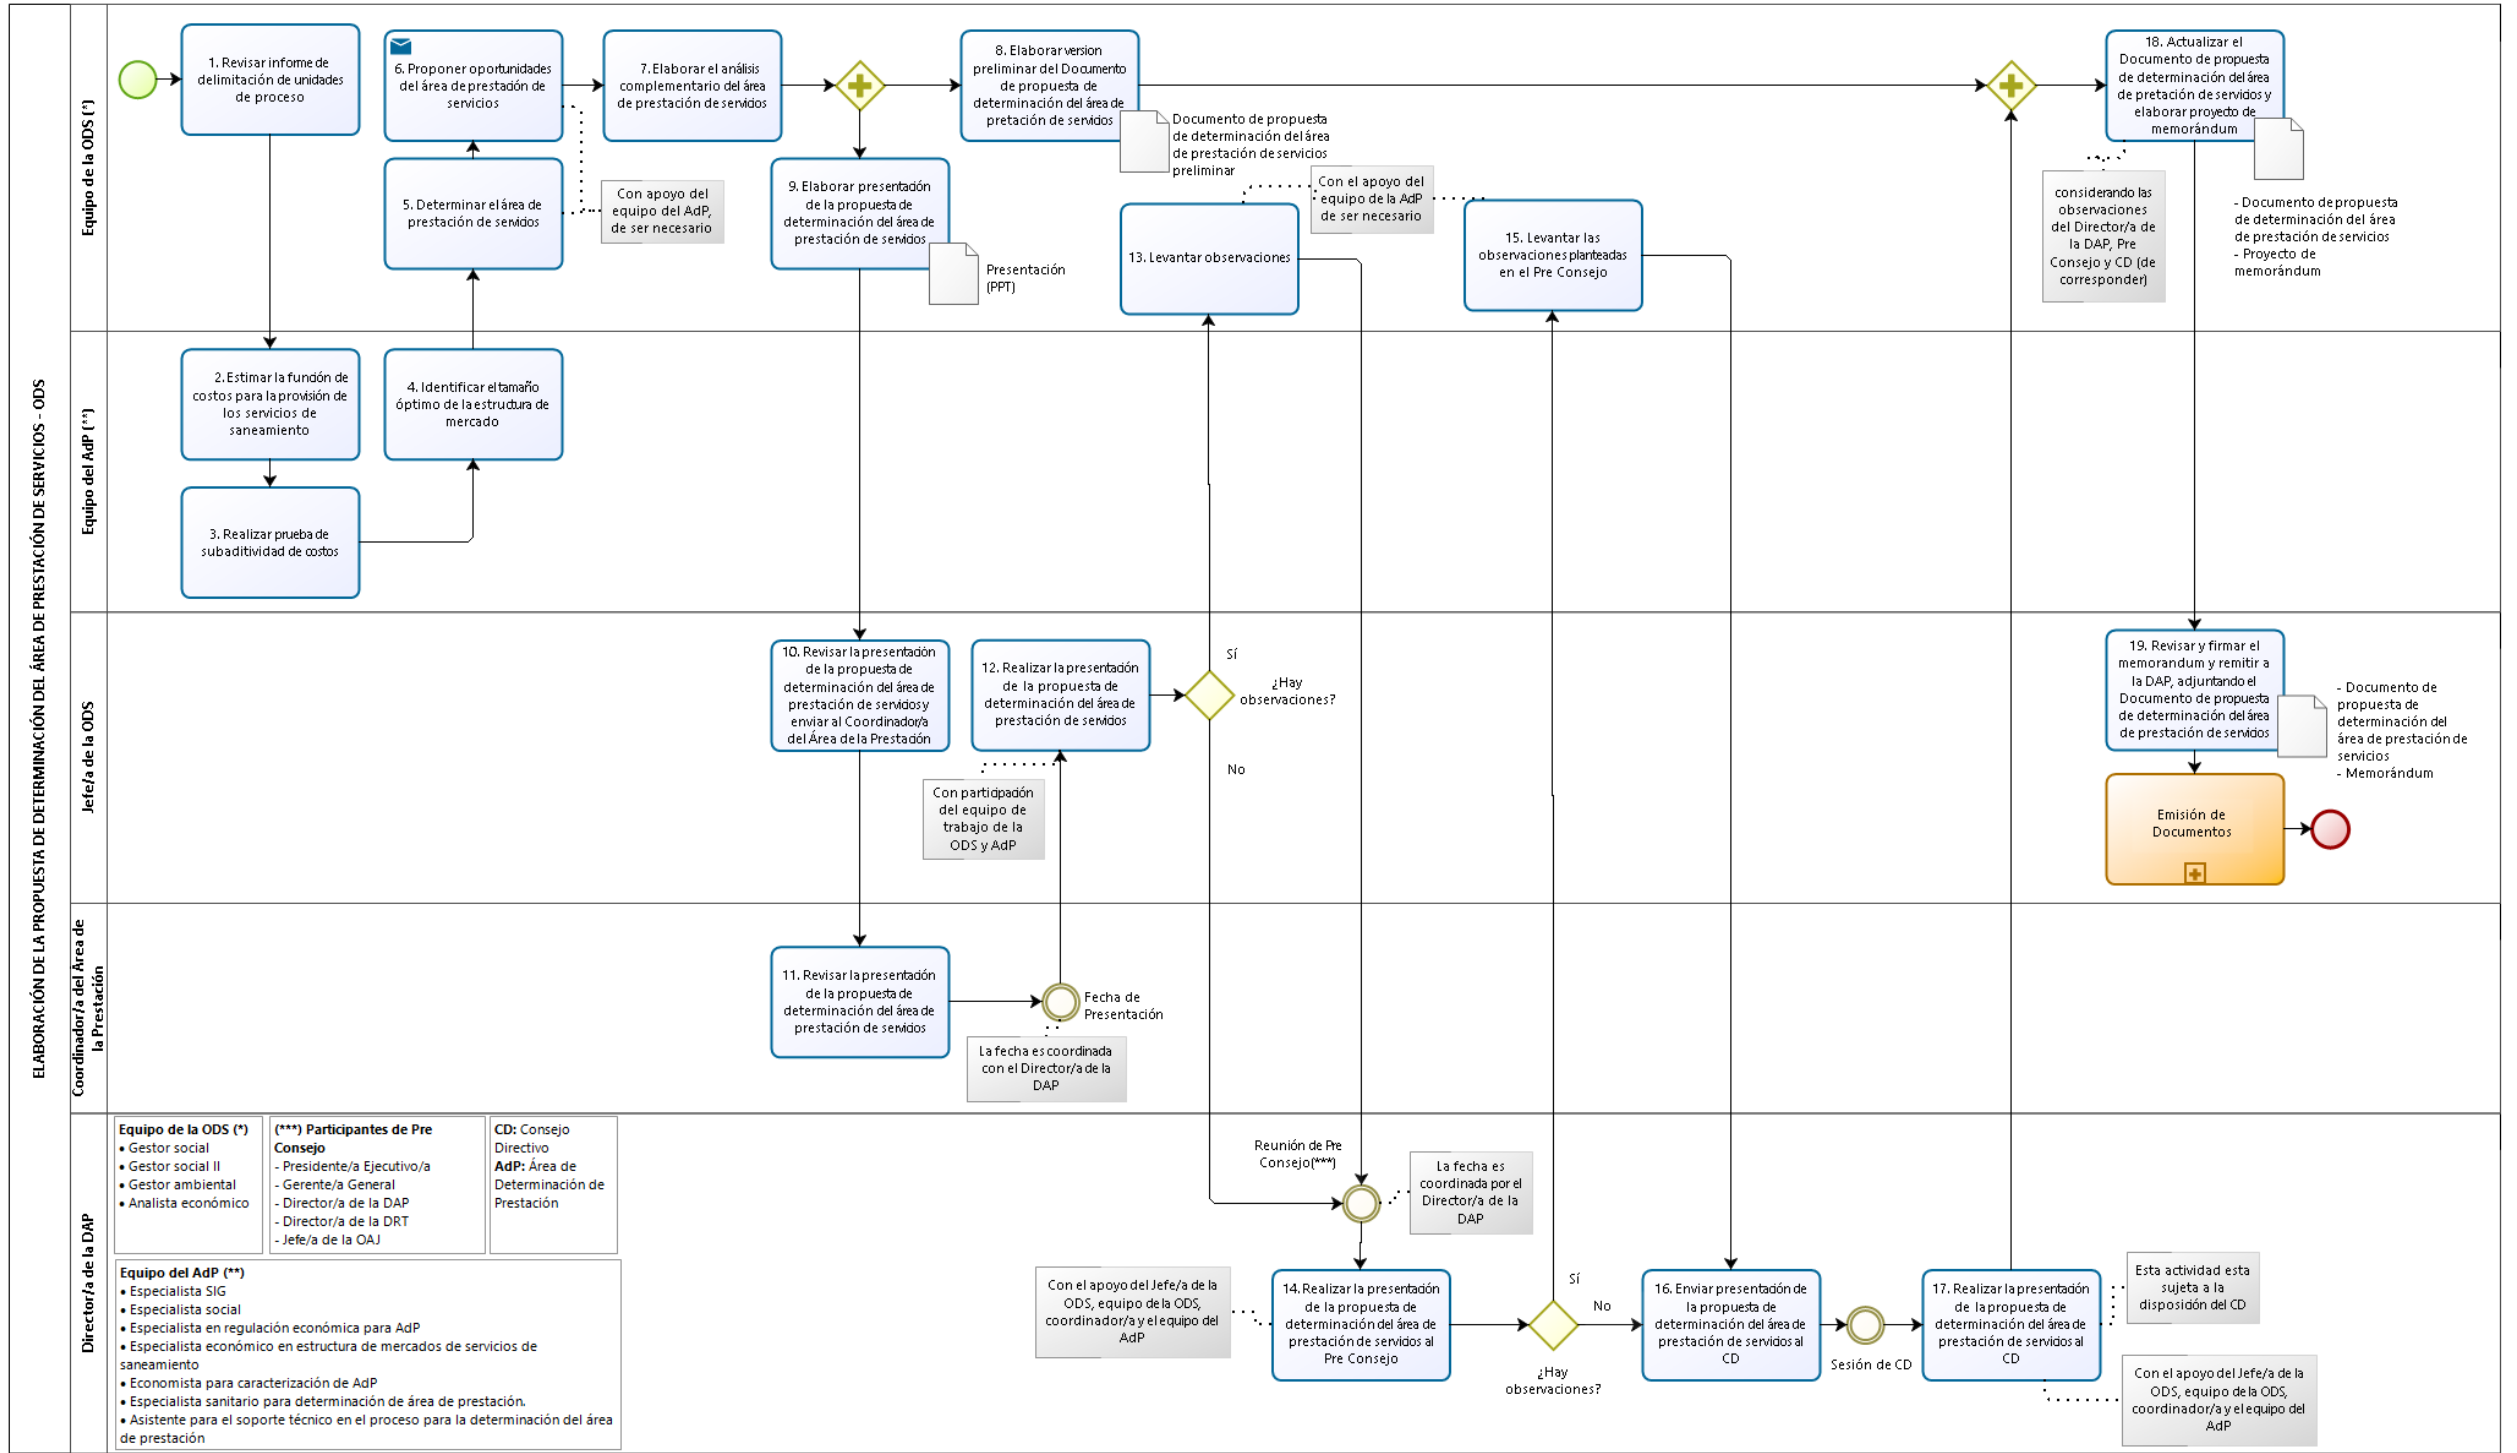 ELABORACIÓN DE LA PROPUESTA DE DETERMINACIÓN DEL ÁREA DE PRESTACIÓN DE SERVICIOS - ODS
Equipo de la ODS (*)
1. Revisar informe de
delimitación de unidades
de proceso
6. Proponer oportunidades
del área de prestación de
servicios
7. Elaborar el análisis
complementario del área
de prestación de servicios
8. Elaborar version
preliminar del Documento
de propuesta de
determinación del área de
pretación de servicios
Documento de propuesta
de determinación del área
de prestación de servicios
preliminar
18. Actualizar el
Documento de propuesta
de determinación del área
de pretación de servicios y
elaborar proyecto de
memorándum
5. Determinar el área de
prestación de servicios
Con apoyo del
equipo del AdP,
de ser necesario
9. Elaborar presentación
de la propuesta de
determinación del área de
prestación de servicios
Presentación
(PPT)
13. Levantar observaciones
Con el apoyo del
equipo de la AdP
de ser necesario
15. Levantar las
observaciones planteadas
en el Pre Consejo
considerando las
observaciones
del Director/a de
la DAP, Pre
Consejo y CD (de
corresponder)
- Documento de propuesta
de determinación del área
de prestación de servicios
- Proyecto de
memorándum
Equipo del AdP (**)
2. Estimar la función de
costos para la provisión de
los servicios de
saneamiento
4. Identificar el tamaño
óptimo de la estructura de
mercado
3. Realizar prueba de
subaditividad de costos
Jefe/a de la ODS
10. Revisar la presentación
de la propuesta de
determinación del área de
prestación de servicios y
enviar al Coordinador/a
del Área de la Prestación
12. Realizar la presentación
de la propuesta de
determinación del área de
prestación de servicios
Sí
¿Hay
observaciones?
No
Con participación
del equipo de
trabajo de la
ODS y AdP
19. Revisar y firmar el
memorandum y remitir a
la DAP, adjuntando el
Documento de propuesta
de determinación del área
de prestación de servicios
- Documento de
propuesta de
determinación del
área de prestación de
servicios
- Memorándum
Emisión de
Documentos
Coordinador/a del Área de
la Prestación
11. Revisar la presentación
de la propuesta de
determinación del área de
prestación de servicios
Fecha de
Presentación
La fecha es coordinada
con el Director/a de la
DAP
Director/a de la DAP
Equipo de la ODS (*)
• Gestor social
• Gestor social II
• Gestor ambiental
• Analista económico
(***) Participantes de Pre
Consejo
- Presidente/a Ejecutivo/a
- Gerente/a General
- Director/a de la DAP
- Director/a de la DRT
- Jefe/a de la OAJ
CD: Consejo
Directivo
AdP: Área de
Determinación de
Prestación
Equipo del AdP (**)
• Especialista SIG
• Especialista social
• Especialista en regulación económica para AdP
• Especialista económico en estructura de mercados de servicios de
saneamiento
• Economista para caracterización de AdP
• Especialista sanitario para determinación de área de prestación.
• Asistente para el soporte técnico en el proceso para la determinación del área
de prestación
Reunión de Pre
Consejo(***)
La fecha es
coordinada por el
Director/a de la
DAP
Con el apoyo del Jefe/a de la
ODS, equipo de la ODS,
coordinador/a y el equipo del
AdP
14. Realizar la presentación
de la propuesta de
determinación del área de
prestación de servicios al
Pre Consejo
Sí
No
¿Hay
observaciones?
16. Enviar presentación de
la propuesta de
determinación del área de
prestación de servicios al
CD
Sesión de CD
17. Realizar la presentación
de la propuesta de
determinación del área de
prestación de servicios al
CD
Esta actividad esta
sujeta a la
disposición del CD
Con el apoyo del Jefe/a de la
ODS, equipo de la ODS,
coordinador/a y el equipo del
AdP